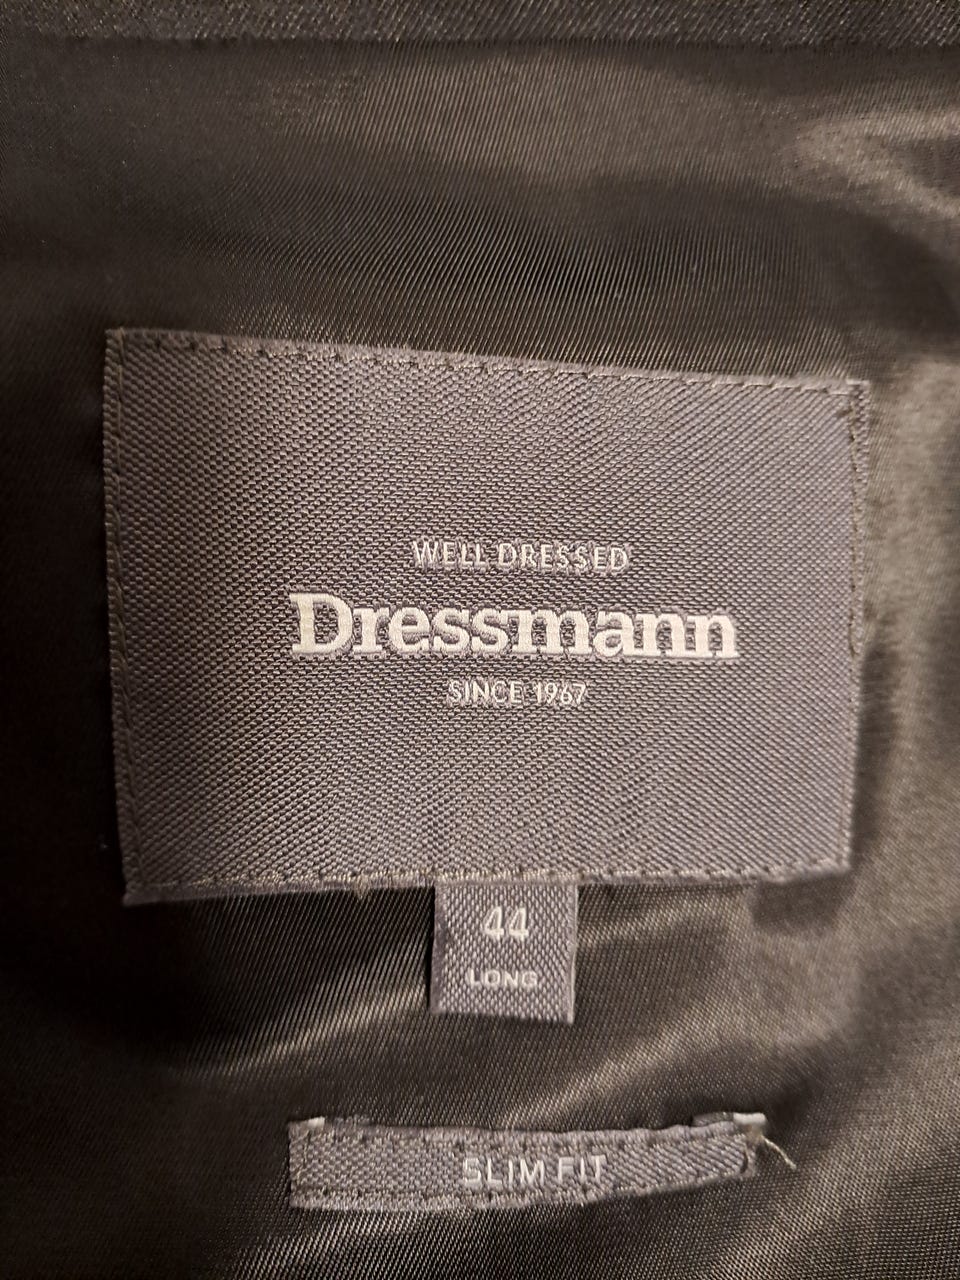 WELL DRESSED
Dressmann
SINCE 1967
44
LONG
SLIM FIT